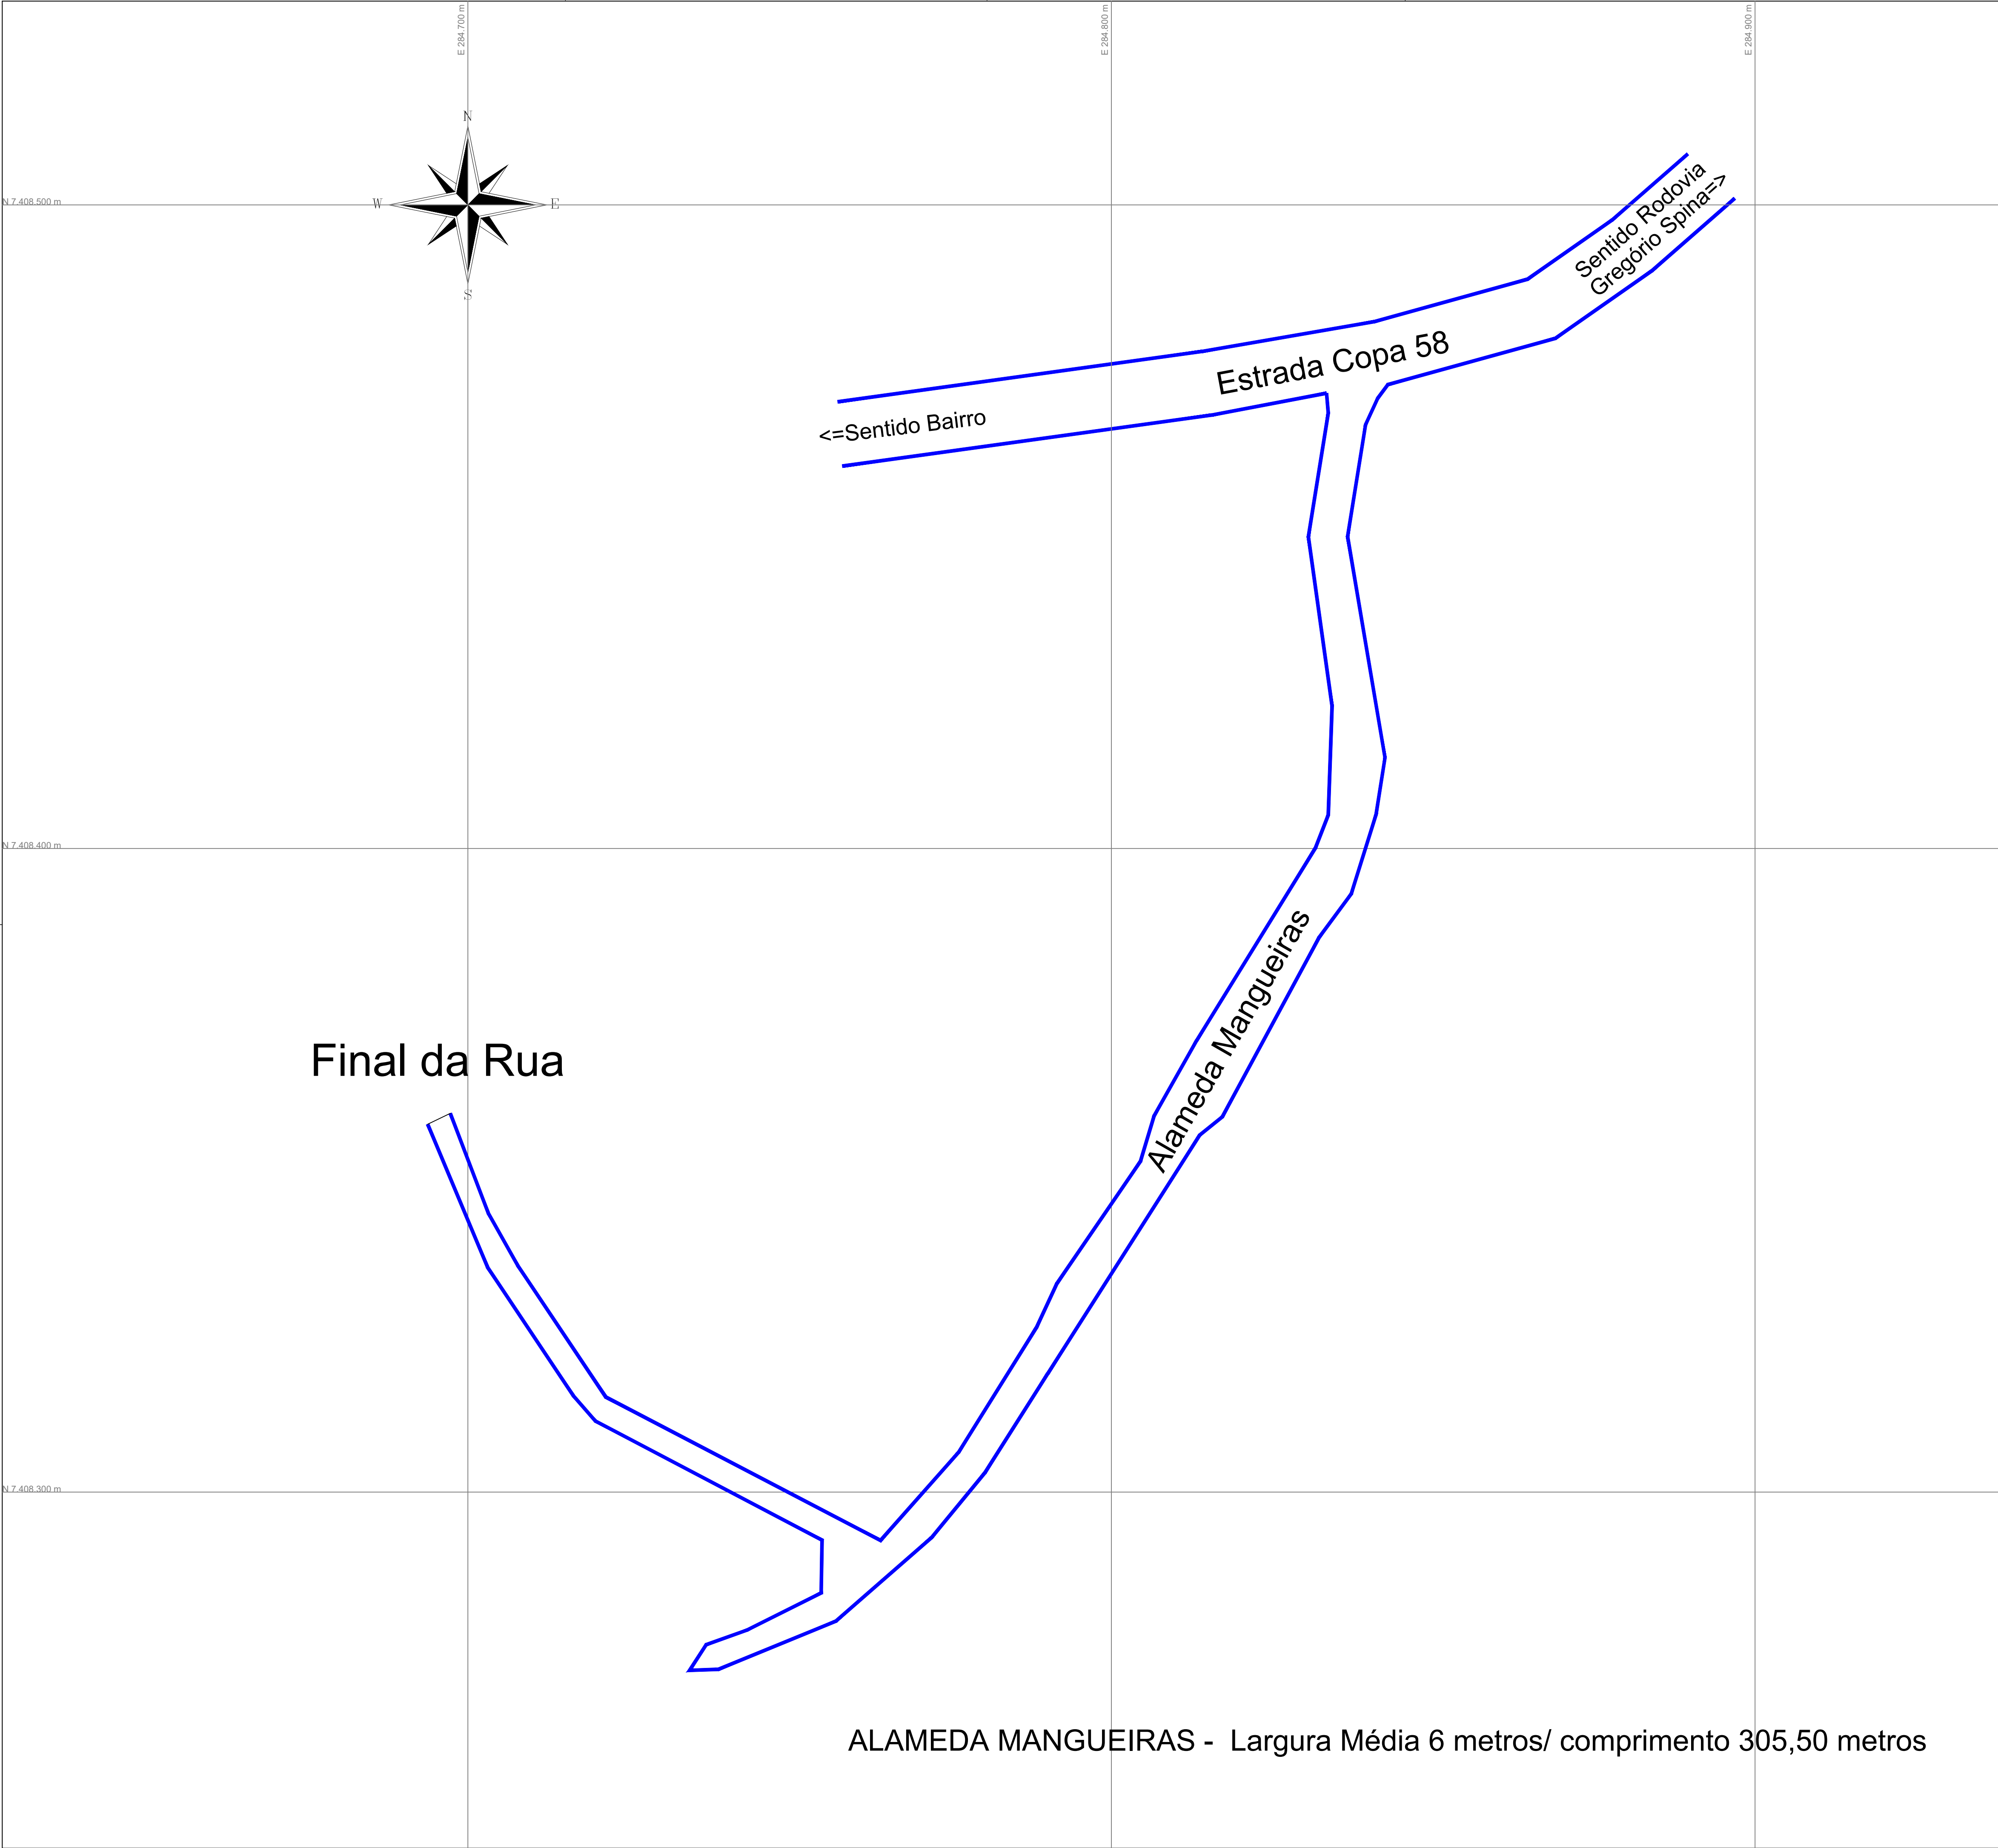 E 284.700 m
E 284.800 m
E 284.900 m
N
N 7.408.500 m
W
E
S
Sentido Rodovia
Gregório Spina=>
Estrada Copa 58
<=Sentido Bairro
N 7.408.400 m
Alameda Mangueiras
Final da Rua
N 7.408.300 m
ALAMEDA MANGUEIRAS - Largura Média 6 metros/ comprimento 305,50 metros